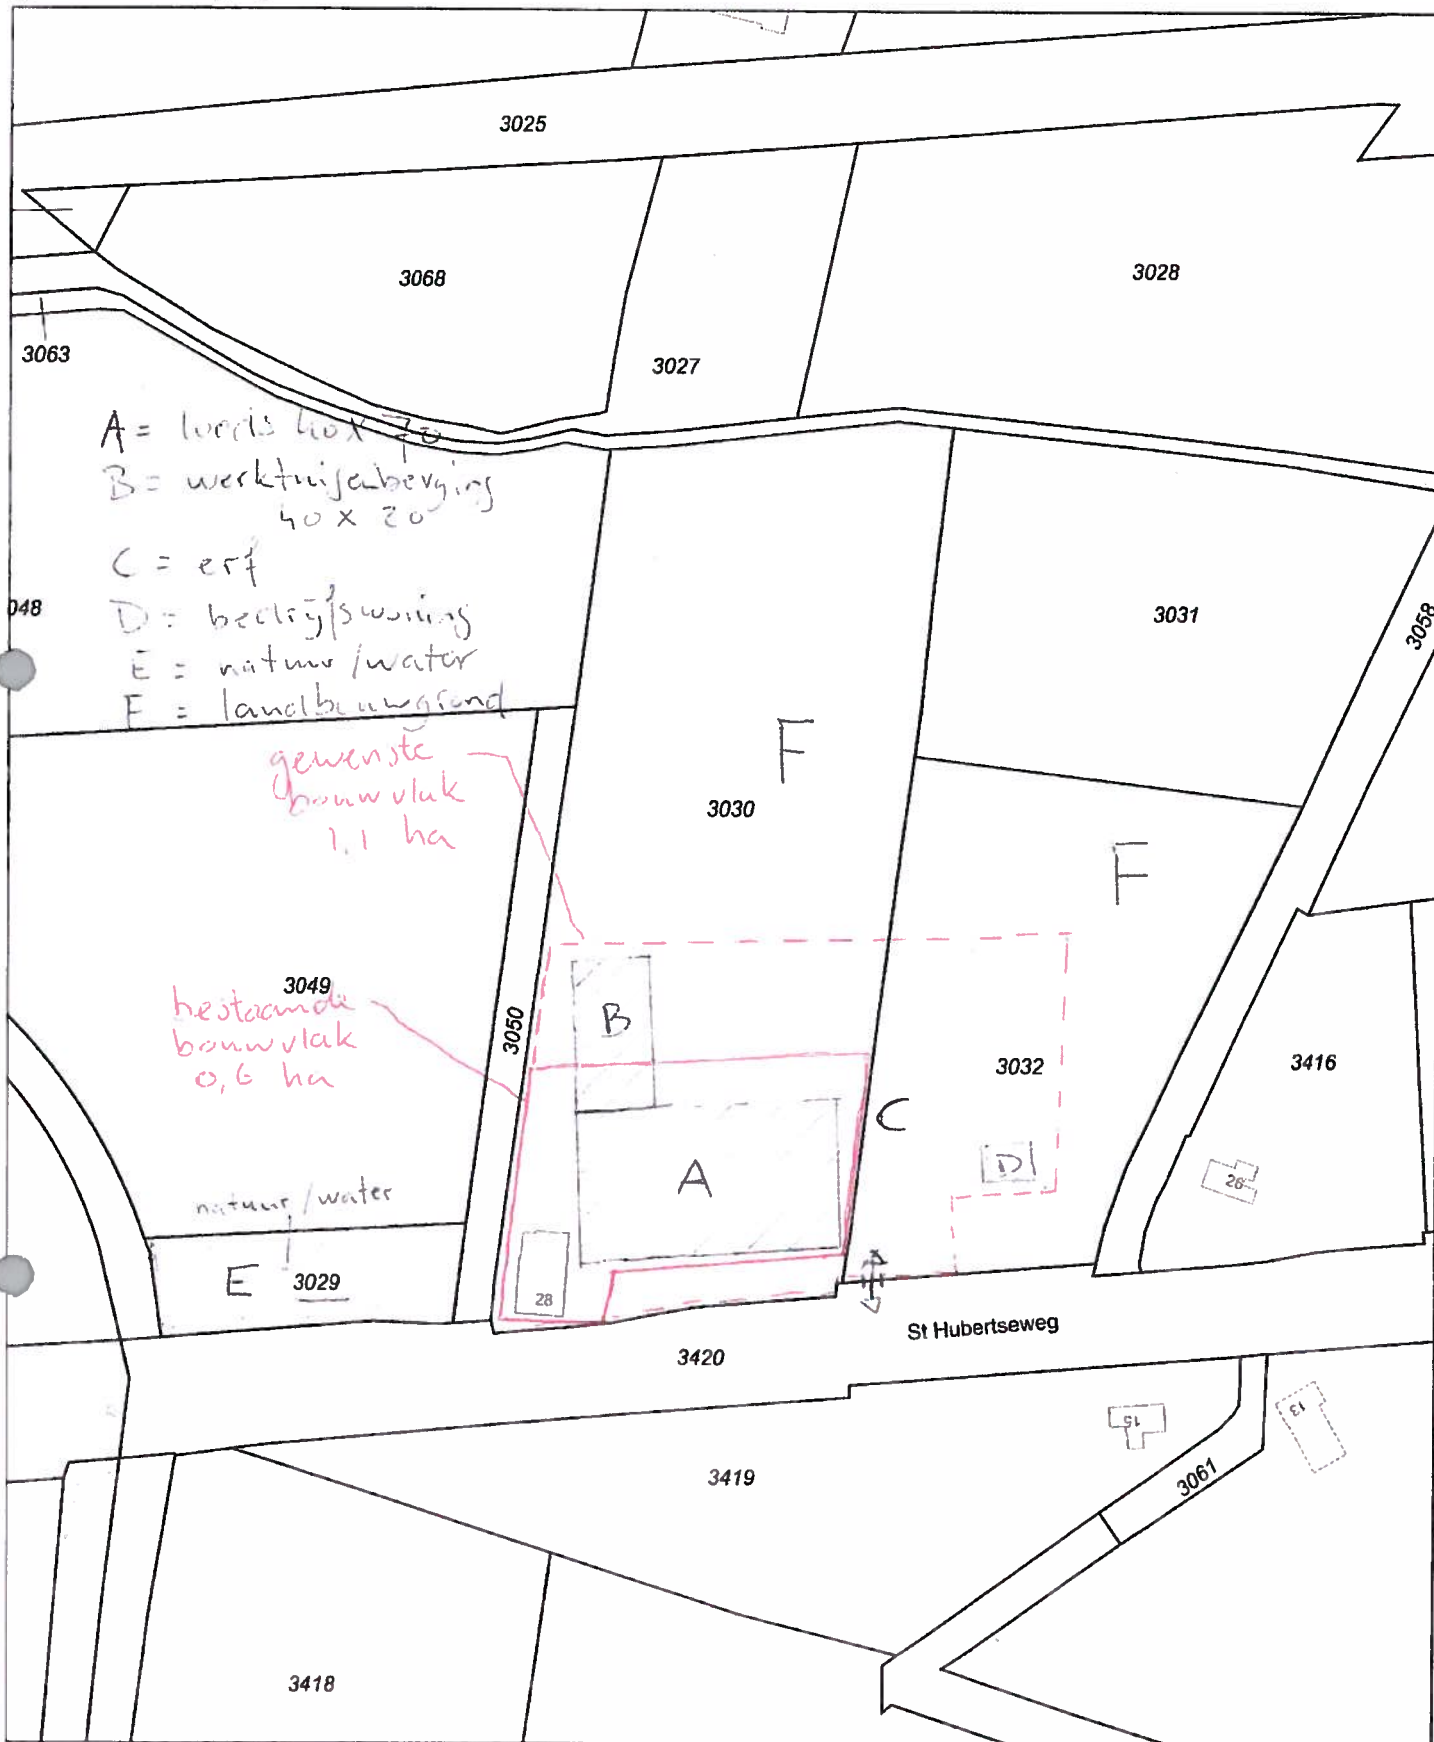 3025
3068
3028
3063
3027
A = loods 40 x 70
B = werktuigenberging
40 x 20
C = erf
D = bedrijfswoning
E = natuur/water
F = landbouwgrond
048
3031
3058
F
gewenste
bouwvlak
1,1 ha
3030
F
3049
bestaande
bouwvlak
0,6 ha
3050
B
3032
3416
C
A
D
26
natuur/water
E
3029
28
St Hubertseweg
3420
15
13
3419
3061
3418